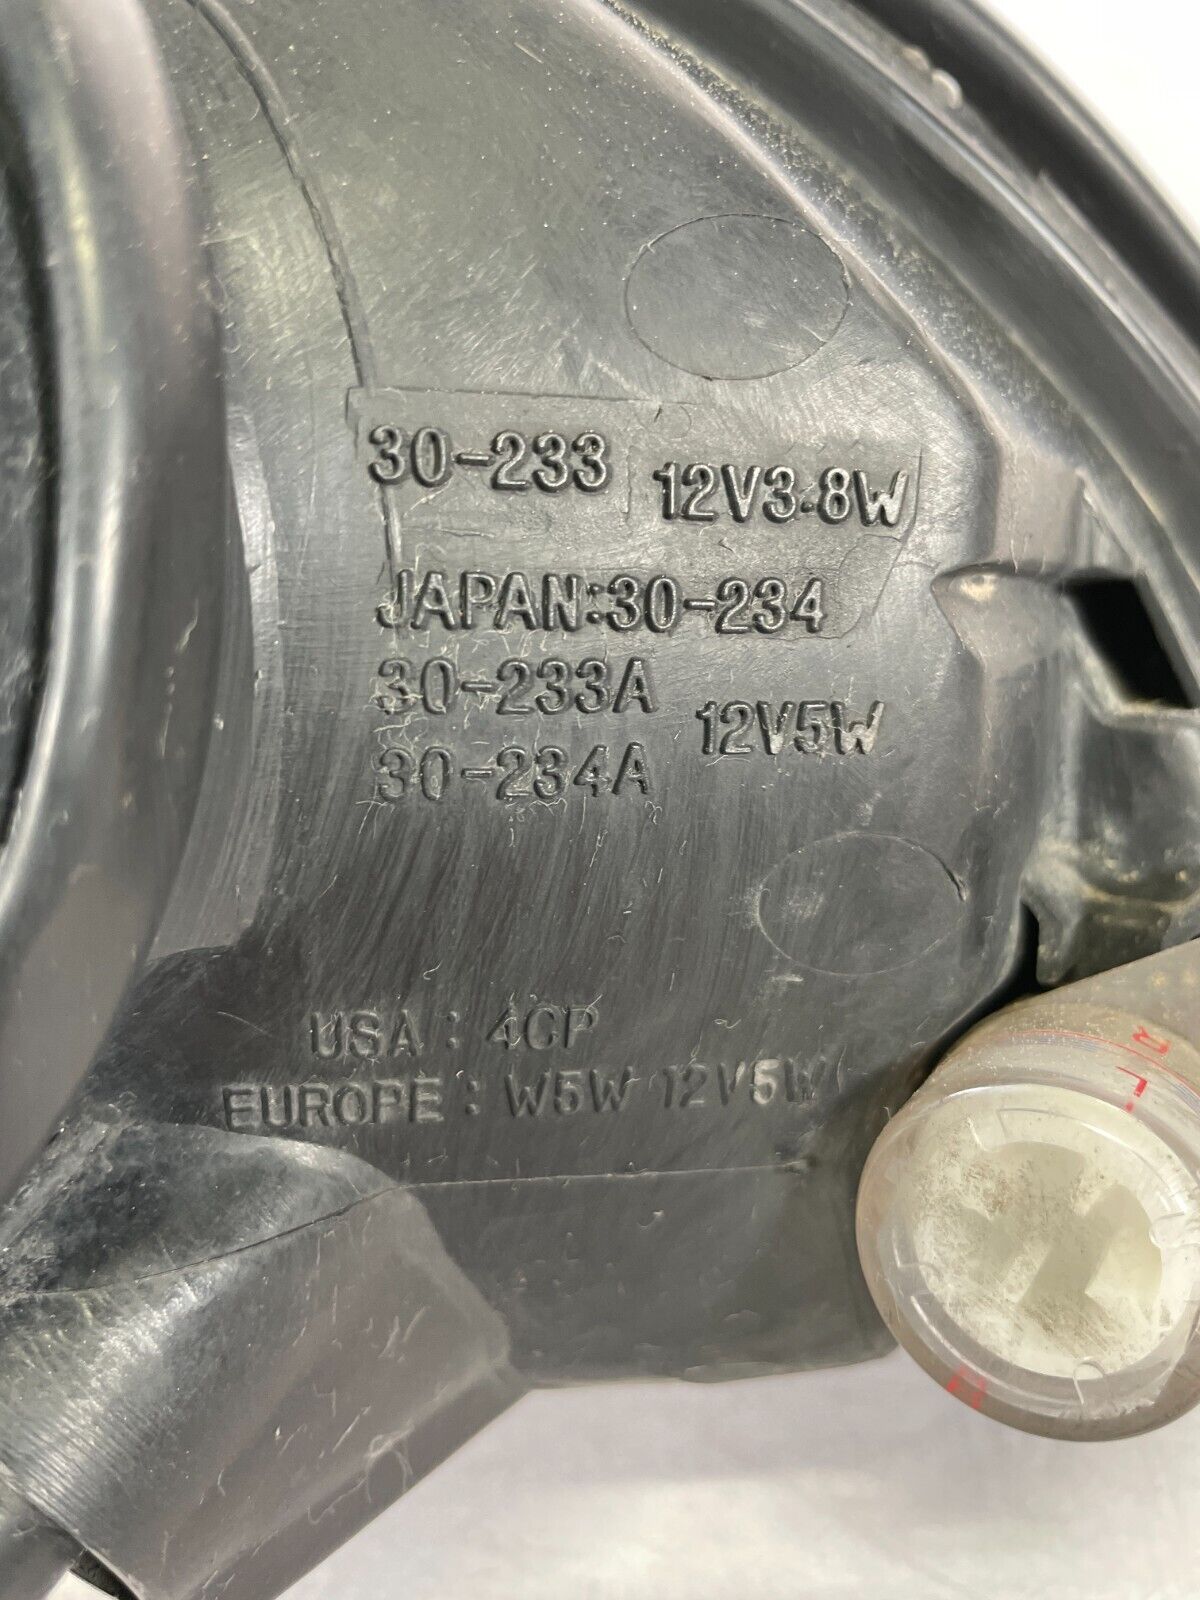 30-233 12V3.8W
JAPAN:30-234
30-233A
12V5W
30-234A
USA : 4CP
EUROPE : W5W 12V5W
R L